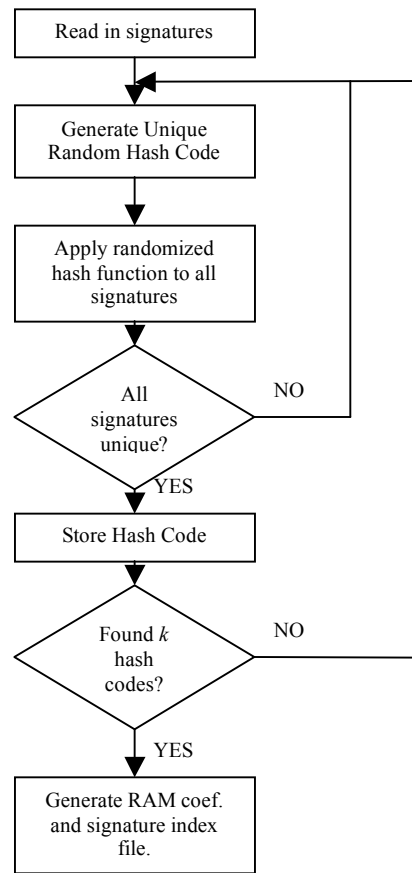 Read in signatures
Generate Unique
Random Hash Code
Apply randomized
hash function to all
signatures
All
signatures
unique?
NO
YES
Store Hash Code
Found k
hash
codes?
NO
YES
Generate RAM coef.
and signature index
file.